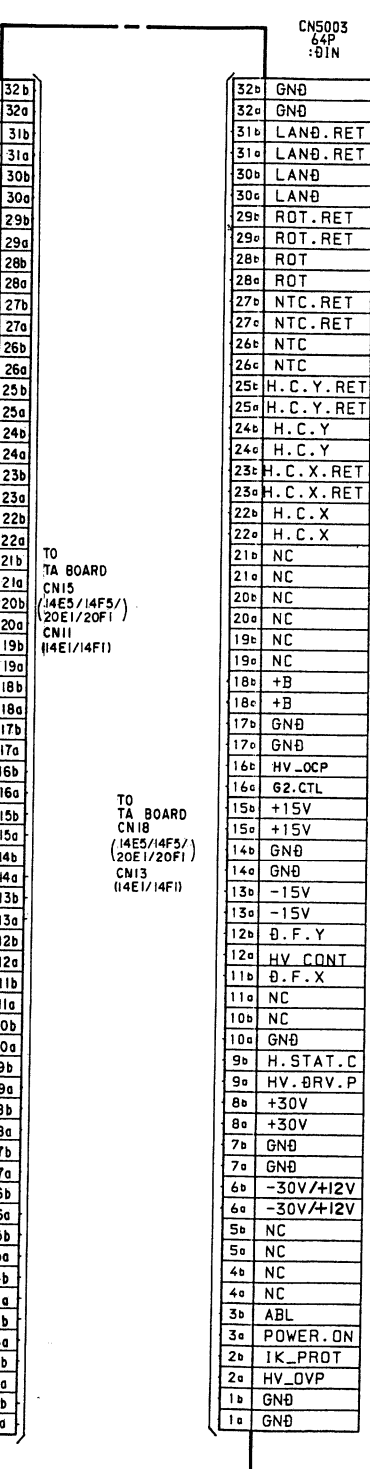 CN5003
64P
:DIN
32b
32a
31b
31a
30b
30a
29b
29a
28b
28a
27b
27a
26b
26a
25b
25a
24b
24a
23b
23a
22b
22a
21b
21a
20b
20a
19b
19a
18b
18a
17b
17a
16b
16a
15b
15a
14b
14a
13b
13a
12b
12a
11b
11a
10b
10a
9b
9a
8b
8a
7b
7a
6b
6a
5b
5a
4b
4a
3b
3a
2b
2a
1b
1a
TO
TA BOARD
CN15
(14E5/14F5/
20E1/20F1)
CN11
(14E1/14F1)
TO
TA BOARD
CN18
(14E5/14F5/
20E1/20F1)
CN13
(14E1/14F1)
32b GND
32a GND
31b LAND.RET
31a LAND.RET
30b LAND
30a LAND
29b ROT.RET
29a ROT.RET
28b ROT
28a ROT
27b NTC.RET
27a NTC.RET
26b NTC
26a NTC
25b H.C.Y.RET
25a H.C.Y.RET
24b H.C.Y
24a H.C.Y
23b H.C.X.RET
23a H.C.X.RET
22b H.C.X
22a H.C.X
21b NC
21a NC
20b NC
20a NC
19b NC
19a NC
18b +B
18a +B
17b GND
17a GND
16b HV_OCP
16a G2.CTL
15b +15V
15a +15V
14b GND
14a GND
13b -15V
13a -15V
12b D.F.Y
12a HV CONT
11b D.F.X
11a NC
10b NC
10a GND
9b H.STAT.C
9a HV.DRV.P
8b +30V
8a +30V
7b GND
7a GND
6b -30V/+12V
6a -30V/+12V
5b NC
5a NC
4b NC
4a NC
3b ABL
3a POWER.ON
2b IK_PROT
2a HV_OVP
1b GND
1a GND